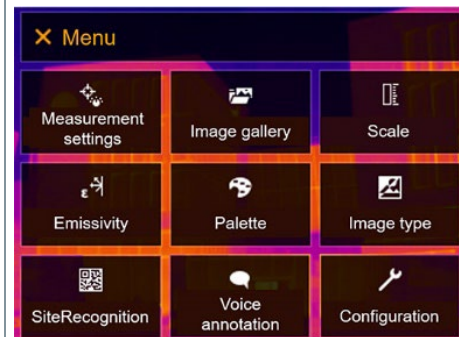 Menu
Measurement
settings
Image gallery
Scale
ε
Emissivity
Palette
Image type
SiteRecognition
Voice
annotation
Configuration